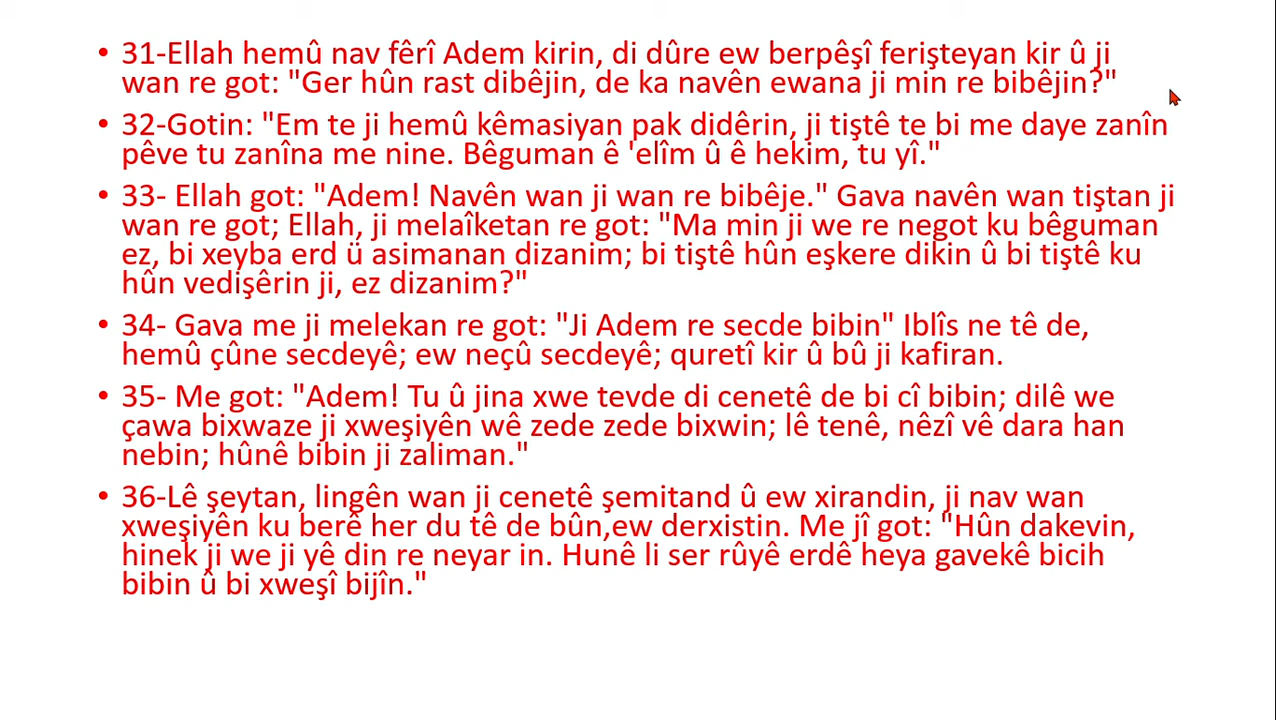 • 31-Ellah hemû nav fêrî Adem kirin, di dûre ew berpêşî ferişteyan kir û ji
wan re got: "Ger hûn rast dibêjin, de ka navên ewana ji min re bibêjin?"
• 32-Gotin: "Em te ji hemû kêmasiyan pak didêrin, ji tiştê te bi me daye zanîn
pêve tu zanîna me nine. Bêguman ê 'elîm û ê hekim, tu yî."
• 33- Ellah got: "Adem! Navên wan ji wan re bibêje." Gava navên wan tiştan ji
wan re got; Ellah, ji melaîketan re got: "Ma min ji we re negot ku bêguman
ez, bi xeyba erd ü asimanan dizanim; bi tiştê hûn eşkere dikin û bi tiştê ku
hûn vedişêrin ji, ez dizanim?"
• 34- Gava me ji melekan re got: "Ji Adem re secde bibin" Iblîs ne tê de,
hemû çûne secdeyê; ew neçû secdeyê; quretî kir û bû ji kafiran.
• 35- Me got: "Adem! Tu û jina xwe tevde di cenetê de bi cî bibin; dilê we
çawa bixwaze ji xweşiyên wê zede zede bixwin; lê tenê, nêzî vê dara han
nebin; hûnê bibin ji zaliman."
• 36-Lê şeytan, lingên wan ji cenetê şemitand û ew xirandin, ji nav wan
xweşiyên ku berê her du tê de bûn,ew derxistin. Me jî got: "Hûn dakevin,
hinek ji we ji yê din re neyar in. Hunê li ser rûyê erdê heya gavekê bicih
bibin û bi xweşî bijîn."